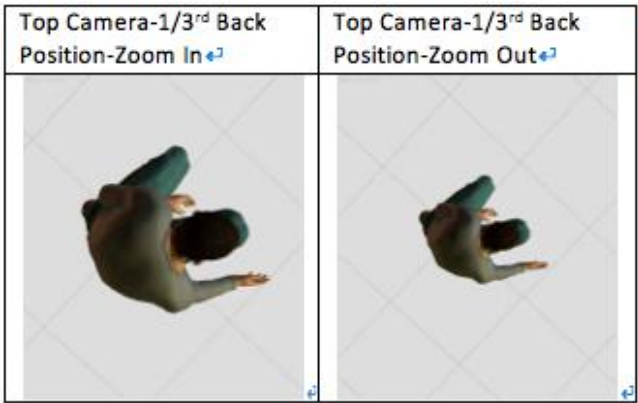 Top Camera-1/3rd Back
Position-Zoom In↵
Top Camera-1/3rd Back
Position-Zoom Out↵